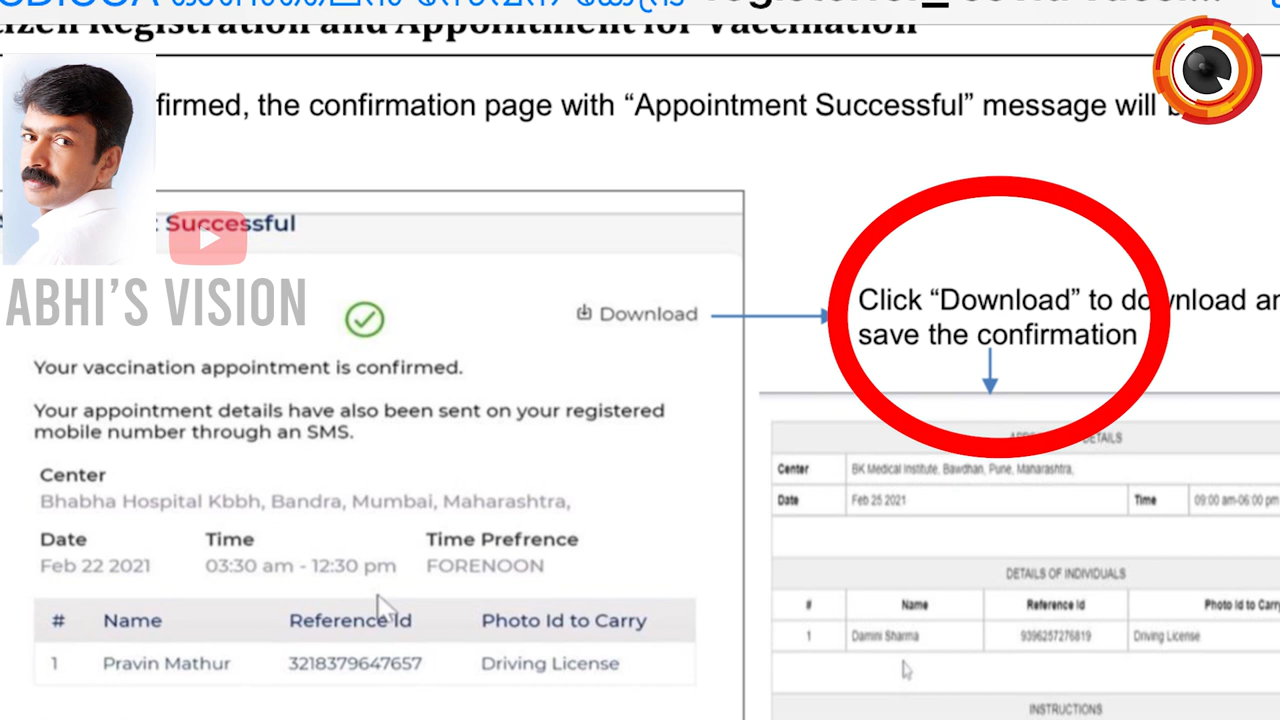 Registration and Appointment for Vaccination
firmed, the confirmation page with “Appointment Successful” message will
Successful
ABHI'S VISION
Download
Click “Download” to download
save the confirmation
Your vaccination appointment is confirmed.
Your appointment details have also been sent on your registered
mobile number through an SMS.
Center
Bhabha Hospital Kbbh, Bandra, Mumbai, Maharashtra,
Date Time Time Prefrence
Feb 22 2021 03:30 am - 12:30 pm FORENOON
# Name Reference Id Photo Id to Carry
1 Pravin Mathur 3218379647657 Driving License
Center BK Medical Institute, Bawdhan, Pune, Maharashtra,
Date Feb 25 2021 Time 09:00 am-06:00 pm
DETAILS OF INDIVIDUALS
# Name Reference Id Photo Id to Carry
1 Damini Sharma 9396257276819 Driving License
INSTRUCTIONS